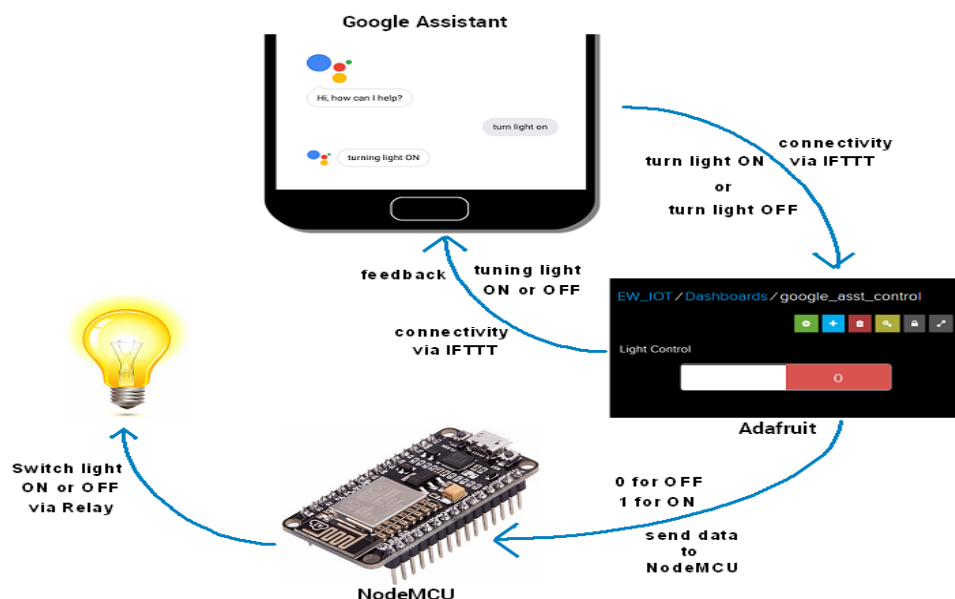 Google Assistant
Hi, how can I help?
turn light on
turning light ON
connectivity
via IFTTT
turn light ON
or
turn light OFF
feedback
tuning light
ON or OFF
connectivity
via IFTTT
EW_IOT / Dashboards / google_asst_control
Light Control
0
Adafruit
0 for OFF
1 for ON
send data
to
NodeMCU
NodeMCU
Switch light
ON or OFF
via Relay